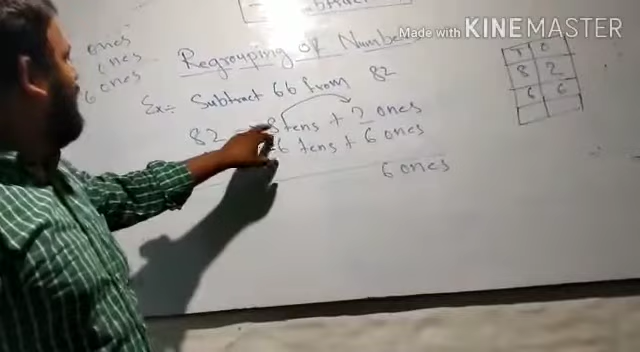 Made with KINEMASTER
ones
ones
6 ones
Regrouping of Number
Ex:- Subtract 66 from 82
82 = 8 tens + 2 ones
6 tens + 6 ones
6 ones
T O
8 2
6 6